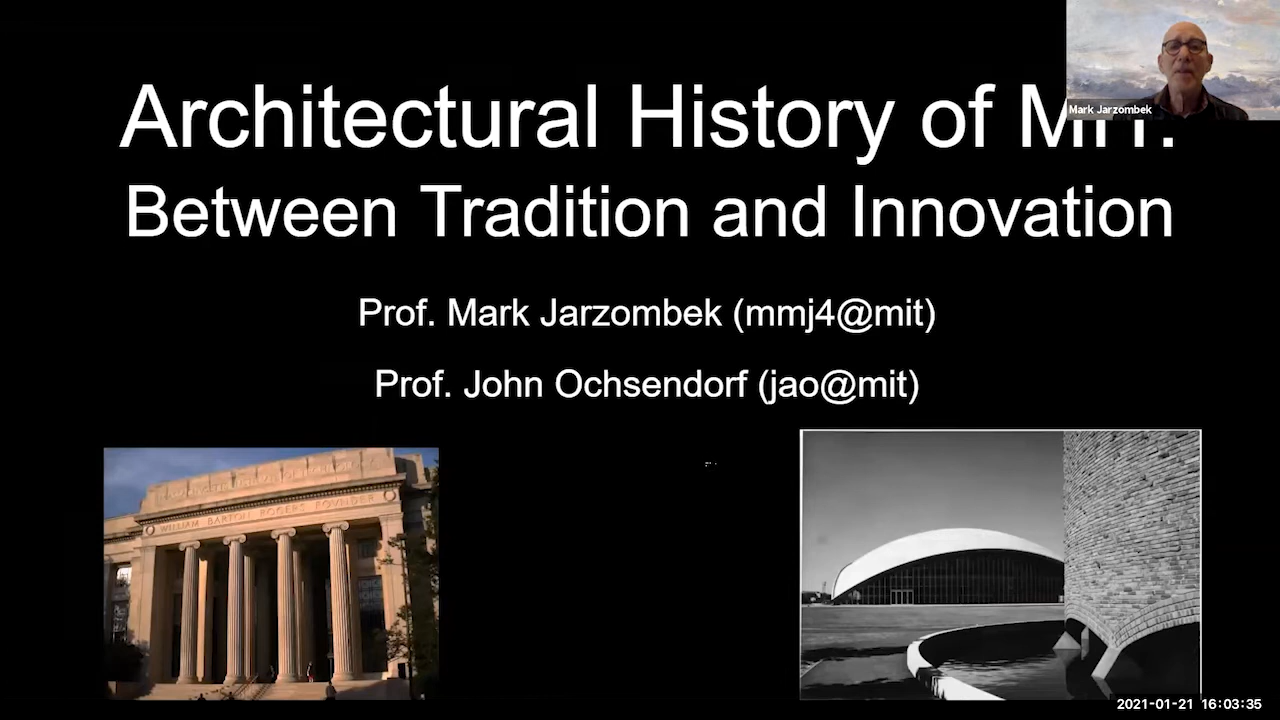 Architectural History of MIT:
Between Tradition and Innovation
Mark Jarzombek
Prof. Mark Jarzombek (mmj4@mit)
Prof. John Ochsendorf (jao@mit)
WILLIAM BARTON ROGERS FOUNDER
2021-01-21 16:03:35